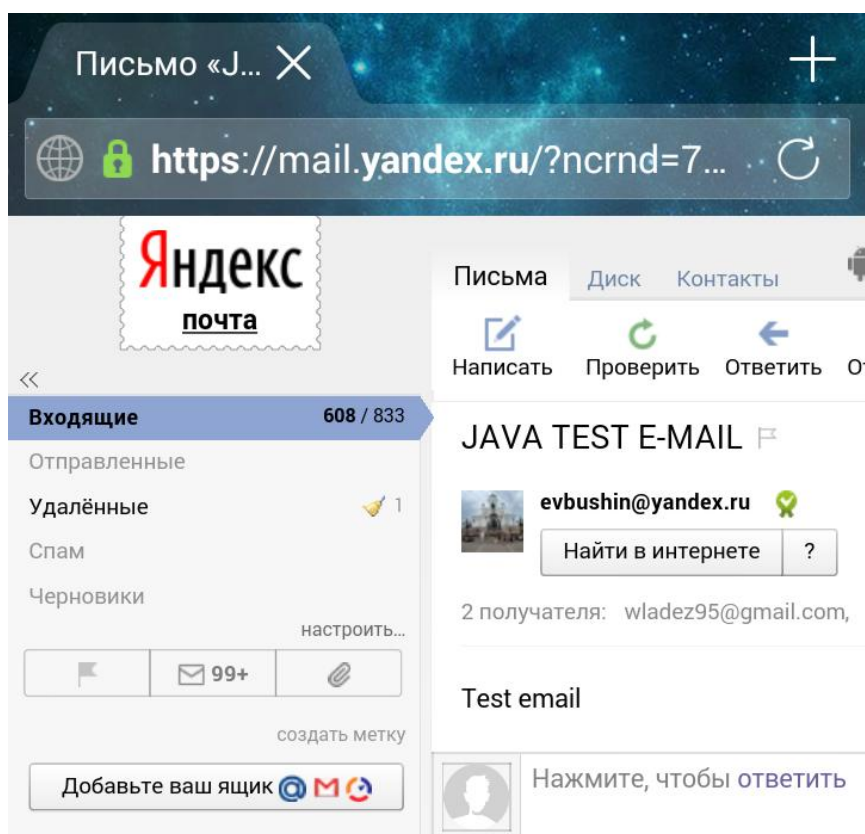 Письмо «J...
https://mail.yandex.ru/?ncrnd=7...
Яндекс
почта
Письма Диск Контакты
Написать Проверить Ответить
Входящие 608 / 833
Отправленные
Удалённые 1
Спам
Черновики
настроить...
99+
создать метку
Добавьте ваш ящик
JAVA TEST E-MAIL
evbushin@yandex.ru
Найти в интернете ?
2 получателя: wladez95@gmail.com,
Test email
Нажмите, чтобы ответить